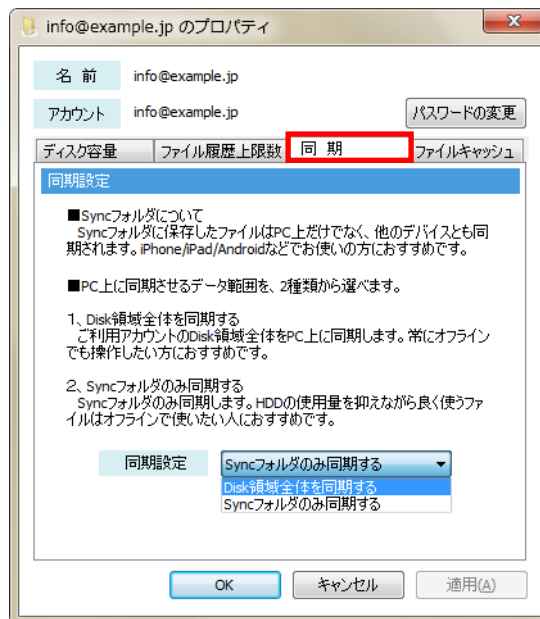 info@example.jp のプロパティ
x
名 前 info@example.jp
アカウント info@example.jp パスワードの変更
ディスク容量 ファイル履歴上限数 同 期 ファイルキャッシュ
同期設定
■Syncフォルダについて
Syncフォルダに保存したファイルはPC上だけでなく、他のデバイスとも同
期されます。iPhone/iPad/Androidなどでお使いの方におすすめです。
■PC上に同期させるデータ範囲を、2種類から選べます。
1、Disk領域全体を同期する
ご利用アカウントのDisk領域全体をPC上に同期します。常にオフライン
でも操作したい方におすすめです。
2、Syncフォルダのみ同期する
Syncフォルダのみ同期します。HDDの使用量を抑えながら良く使うファ
イルはオフラインで使いたい人におすすめです。
同期設定 Syncフォルダのみ同期する
Disk領域全体を同期する
Syncフォルダのみ同期する
OK キャンセル 適用(A)